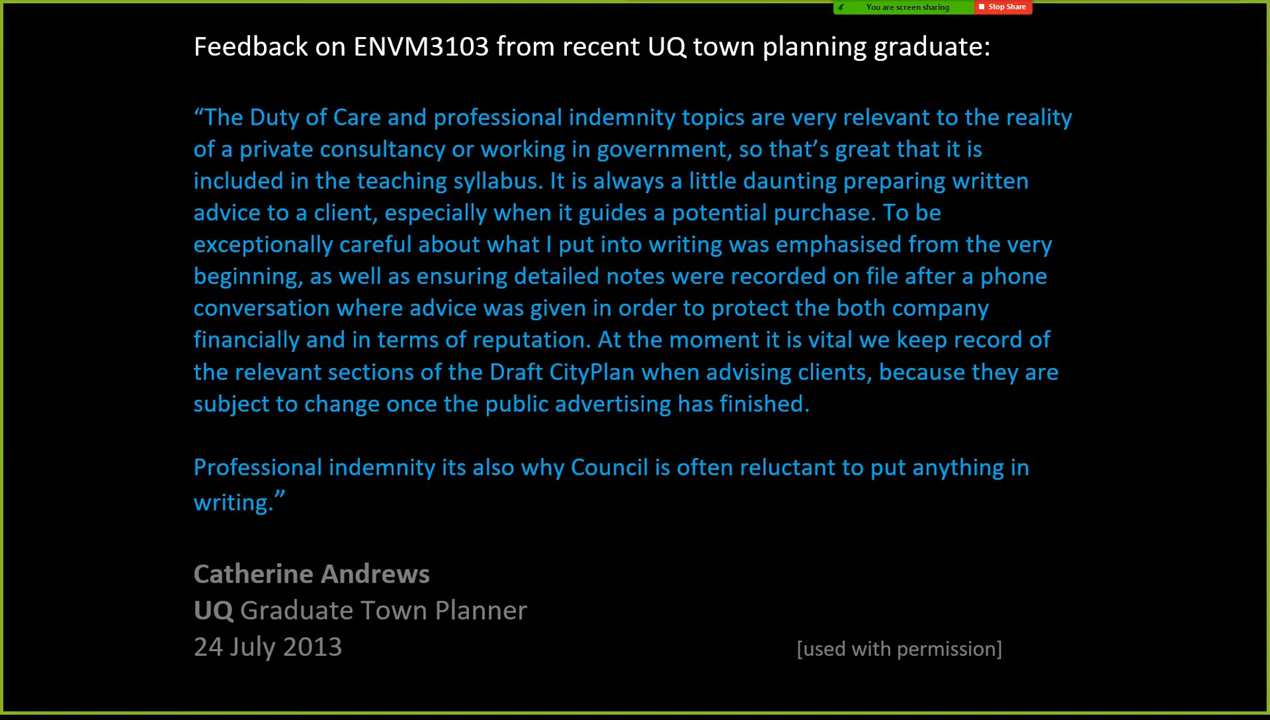 You are screen sharing
Stop Share
Feedback on ENVM3103 from recent UQ town planning graduate:
“The Duty of Care and professional indemnity topics are very relevant to the reality
of a private consultancy or working in government, so that’s great that it is
included in the teaching syllabus. It is always a little daunting preparing written
advice to a client, especially when it guides a potential purchase. To be
exceptionally careful about what I put into writing was emphasised from the very
beginning, as well as ensuring detailed notes were recorded on file after a phone
conversation where advice was given in order to protect the both company
financially and in terms of reputation. At the moment it is vital we keep record of
the relevant sections of the Draft CityPlan when advising clients, because they are
subject to change once the public advertising has finished.
Professional indemnity its also why Council is often reluctant to put anything in
writing.”
Catherine Andrews
UQ Graduate Town Planner
24 July 2013
[used with permission]